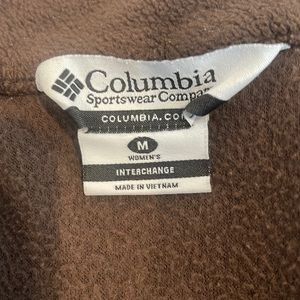 Columbia
Sportswear Compa
COLUMBIA.CO
M
WOMEN'S
INTERCHANGE
MADE IN VIETNAM